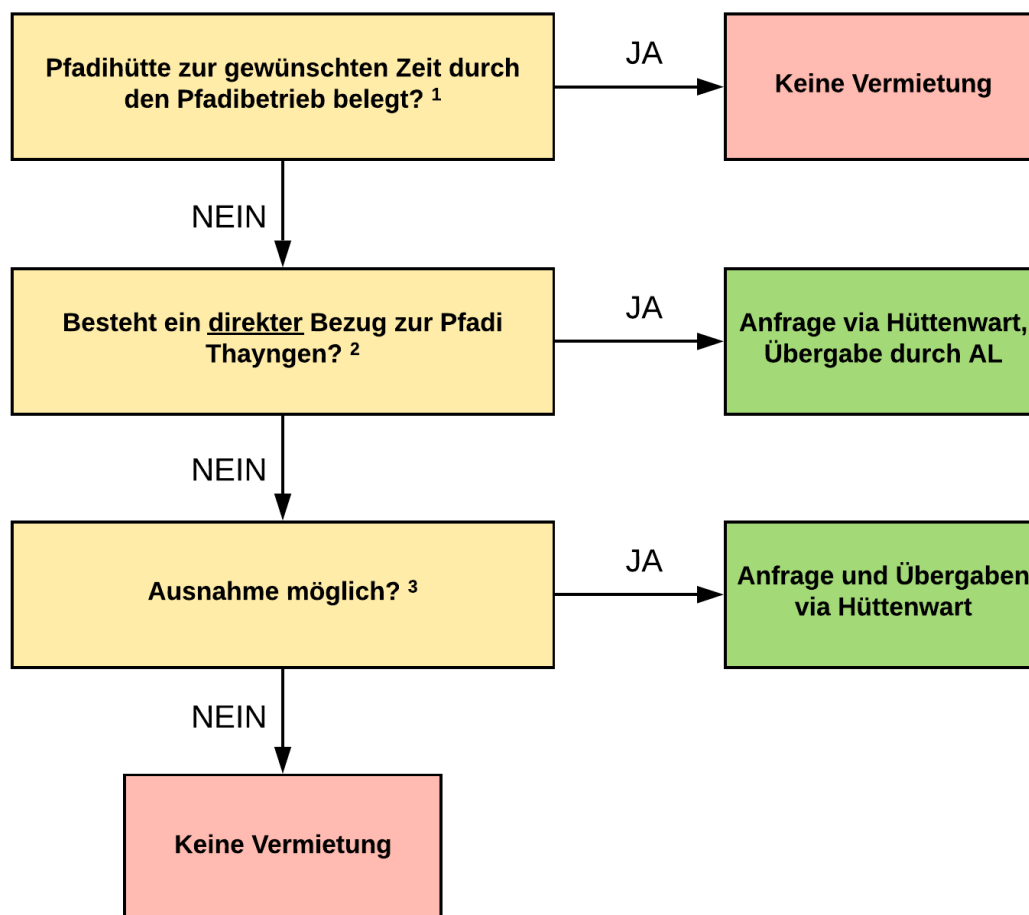 Pfadihütte zur gewünschten Zeit durch
den Pfadibetrieb belegt? ¹
JA
Keine Vermietung
NEIN
Besteht ein direkter Bezug zur Pfadi
Thayngen? ²
JA
Anfrage via Hüttenwart,
Übergabe durch AL
NEIN
Ausnahme möglich? ³
JA
Anfrage und Übergaben
via Hüttenwart
NEIN
Keine Vermietung